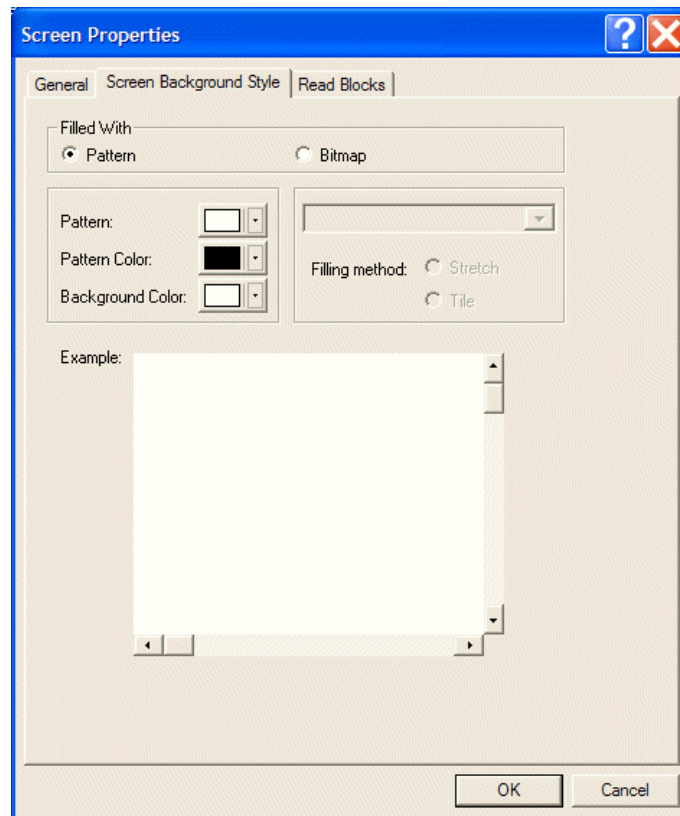 Screen Properties
General Screen Background Style Read Blocks
Filled With
Pattern Bitmap
Pattern:
Pattern Color:
Background Color:
Filling method: Stretch
Tile
Example:
OK Cancel